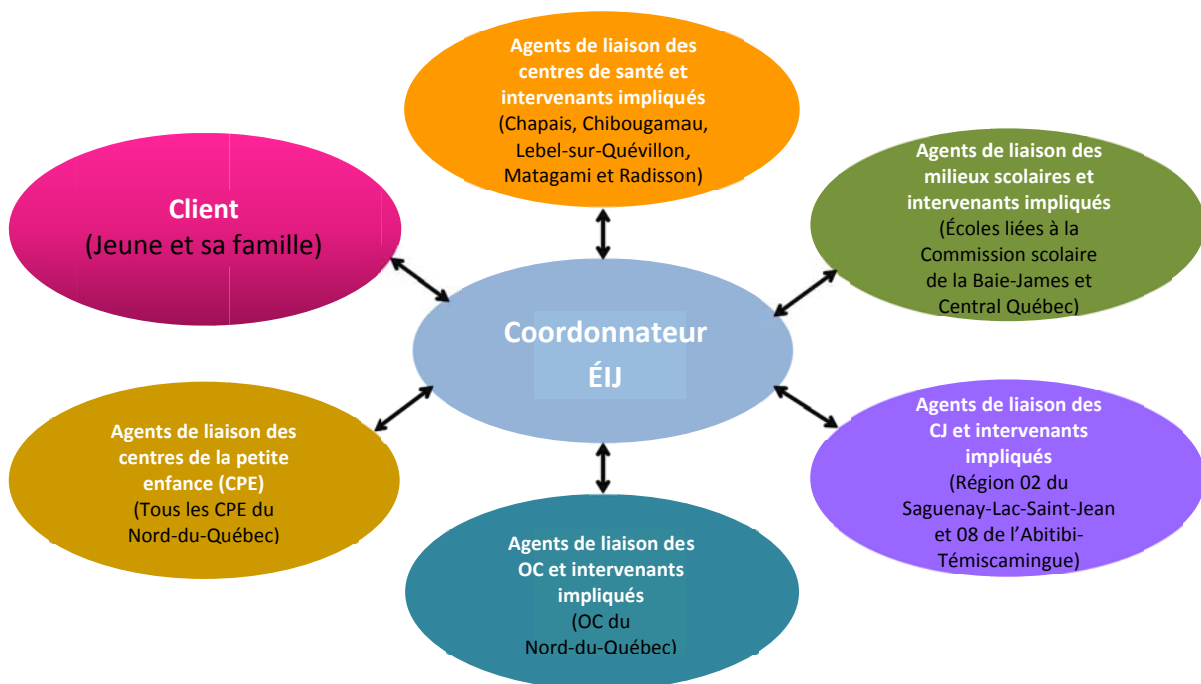 Agents de liaison des
centres de santé et
intervenants impliqués
(Chapais, Chibougamau,
Lebel-sur-Quévillon,
Matagami et Radisson)
Client
(Jeune et sa famille)
Agents de liaison des
milieux scolaires et
intervenants impliqués
(Écoles liées à la
Commission scolaire
de la Baie-James et
Central Québec)
Coordonnateur
ÉIJ
Agents de liaison des
centres de la petite
enfance (CPE)
(Tous les CPE du
Nord-du-Québec)
Agents de liaison des
CJ et intervenants
impliqués
(Région 02 du
Saguenay-Lac-Saint-Jean
et 08 de l’Abitibi-
Témiscamingue)
Agents de liaison des
OC et intervenants
impliqués
(OC du
Nord-du-Québec)